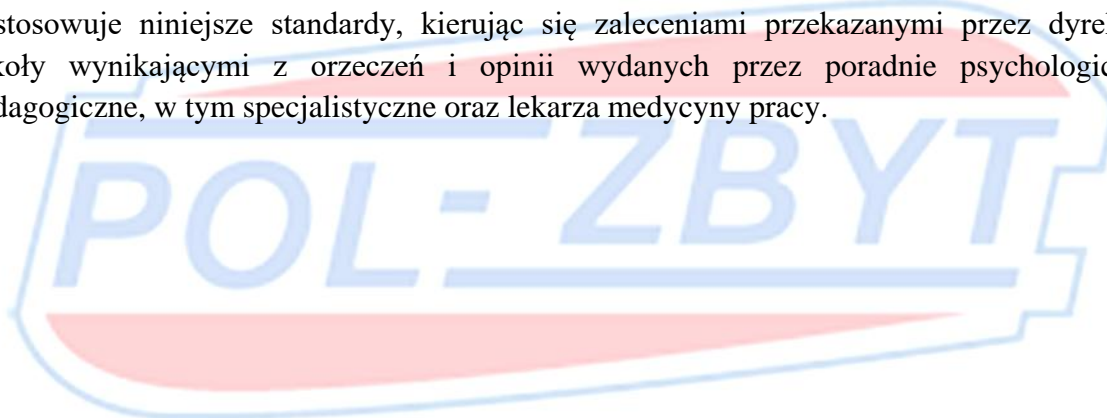 stosowuje niniejsze standardy, kierując się zaleceniami przekazanymi przez dyrek
koły wynikającymi z orzeczeń i opinii wydanych przez poradnie psychologic
dagogiczne, w tym specjalistyczne oraz lekarza medycyny pracy.
POL-ZBYT